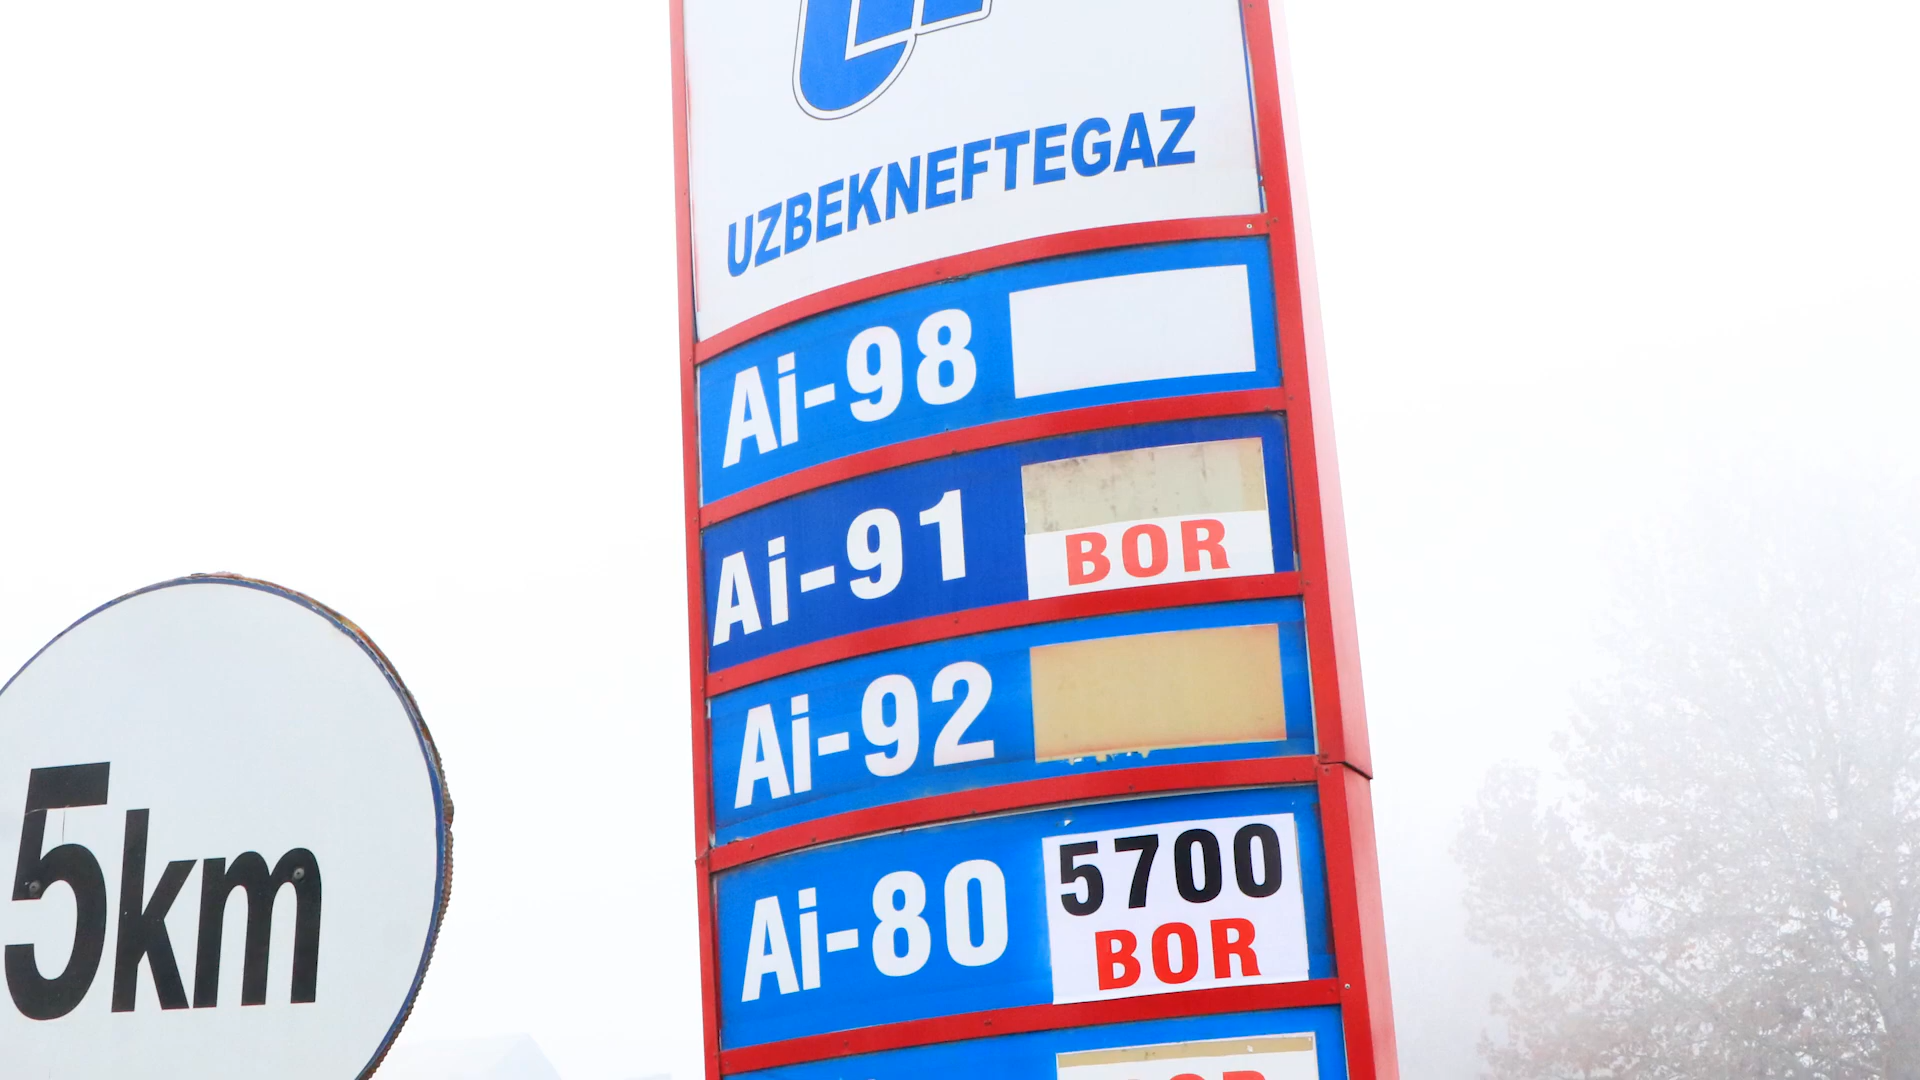 UZBEKNEFTEGAZ
Ai-98
Ai-91
BOR
Ai-92
Ai-80
5700
BOR
5km